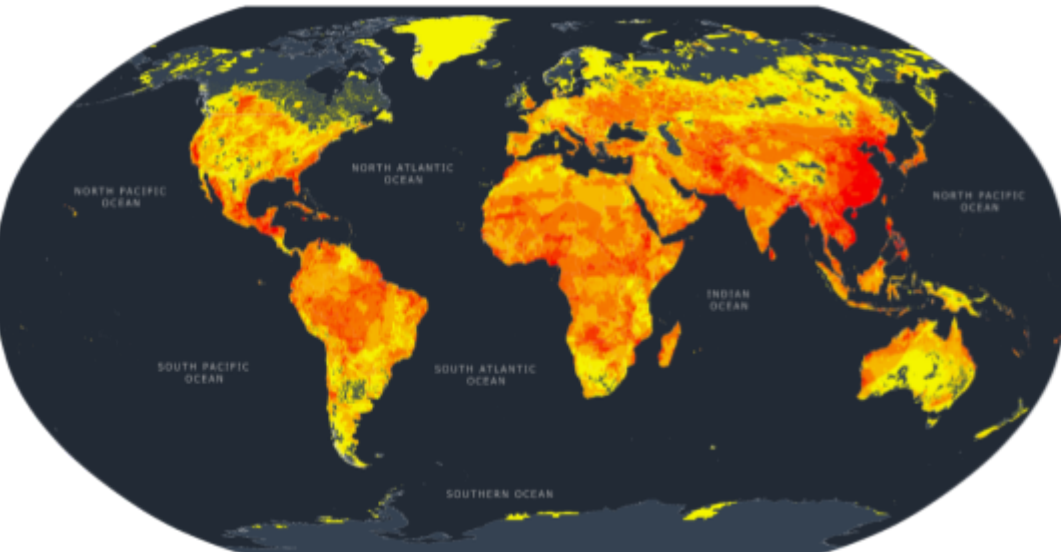 NORTH ATLANTIC
OCEAN
NORTH PACIFIC
OCEAN
NORTH PACIFIC
OCEAN
INDIAN
OCEAN
SOUTH PACIFIC
OCEAN
SOUTH ATLANTIC
OCEAN
SOUTHERN OCEAN